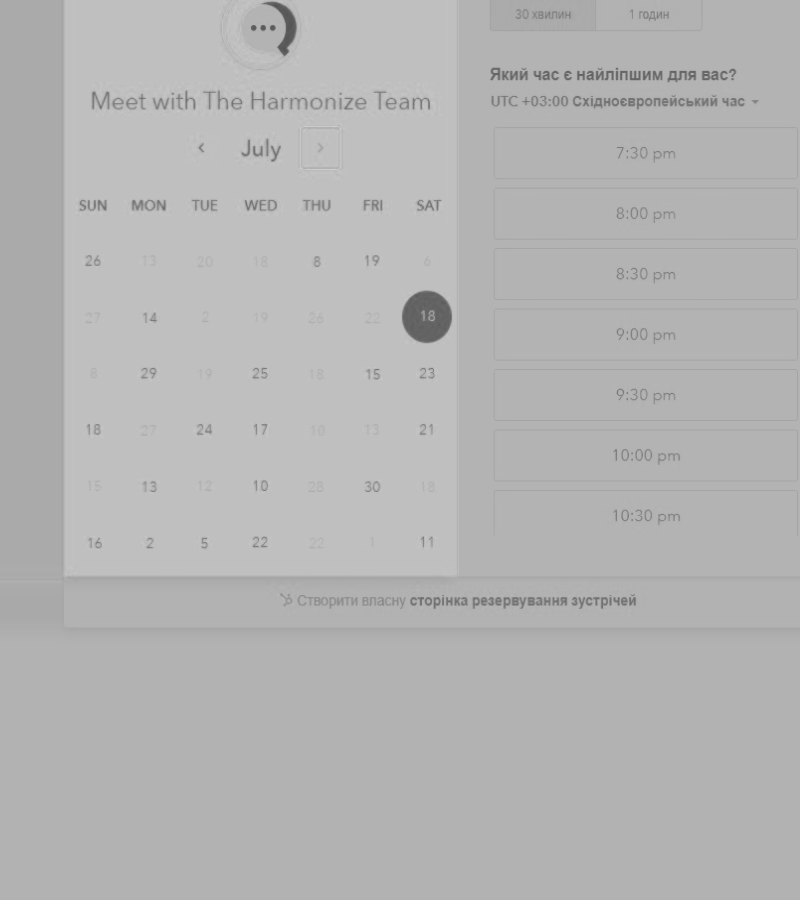 Meet with The Harmonize Team
July
SUN MON TUE WED THU FRI SAT
26 13 20 18 8 19 6
27 14 2 19 26 22 18
8 29 19 25 18 15 23
18 27 24 17 10 13 21
15 13 12 10 28 30 18
16 2 5 22 22 1 11
30 хвилин 1 годин
Який час є найліпшим для вас?
UTC +03:00 Східноєвропейський час
7:30 pm
8:00 pm
8:30 pm
9:00 pm
9:30 pm
10:00 pm
10:30 pm
Створити власну сторінка резервування зустрічей